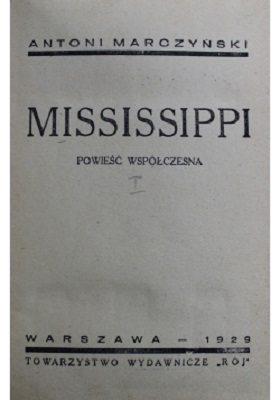 ANTONI MARCZYŃSKI
MISSISSIPPI
POWIEŚĆ WSPÓŁCZESNA
I
WARSZAWA – 1929
TOWARZYSTWO WYDAWNICZE „RÓJ"